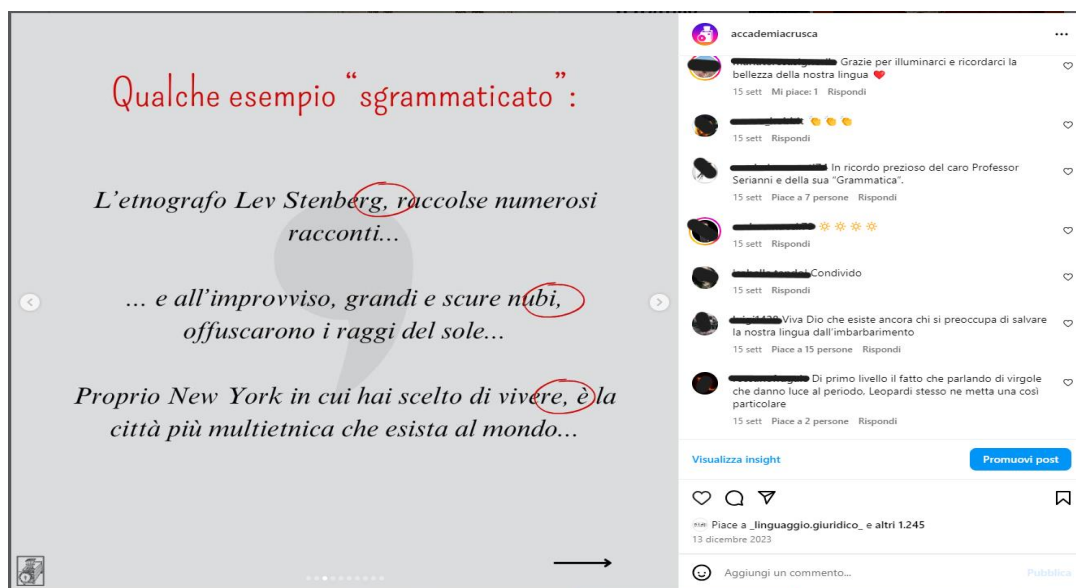 Qualche esempio “sgrammaticato”:
L’etnografo Lev Stenberg, raccolse numerosi
racconti…
… e all’improvviso, grandi e scure nubi,
offuscarono i raggi del sole…
Proprio New York in cui hai scelto di vivere, è la
città più multietnica che esista al mondo…
accademiacrusca
Grazie per illuminarci e ricordarci la
bellezza della nostra lingua ❤️
15 sett Mi piace: 1 Rispondi
👏 👏 👏
15 sett Rispondi
In ricordo prezioso del caro Professor
Serianni e della sua “Grammatica”.
15 sett Piace a 7 persone Rispondi
🔆 🔆 🔆 🔆
15 sett Rispondi
Condivido
15 sett Rispondi
Viva Dio che esiste ancora chi si preoccupa di salvare
la nostra lingua dall’imbarbarimento
15 sett Piace a 15 persone Rispondi
Di primo livello il fatto che parlando di virgole
che danno luce al periodo, Leopardi stesso ne metta una così
particolare
15 sett Piace a 2 persone Rispondi
Visualizza insight
Promuovi post
Piace a _linguaggio.giuridico_ e altri 1.245
13 dicembre 2023
Aggiungi un commento...
Pubblica